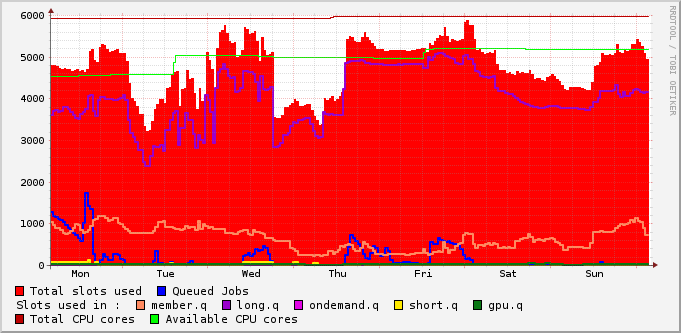 RRDTOOL / TOBI OETIKER
6000
5000
4000
3000
2000
1000
0
Mon Tue Wed Thu Fri Sat Sun
Total slots used Queued Jobs
Slots used in : member.q long.q ondemand.q short.q gpu.q
Total CPU cores Available CPU cores